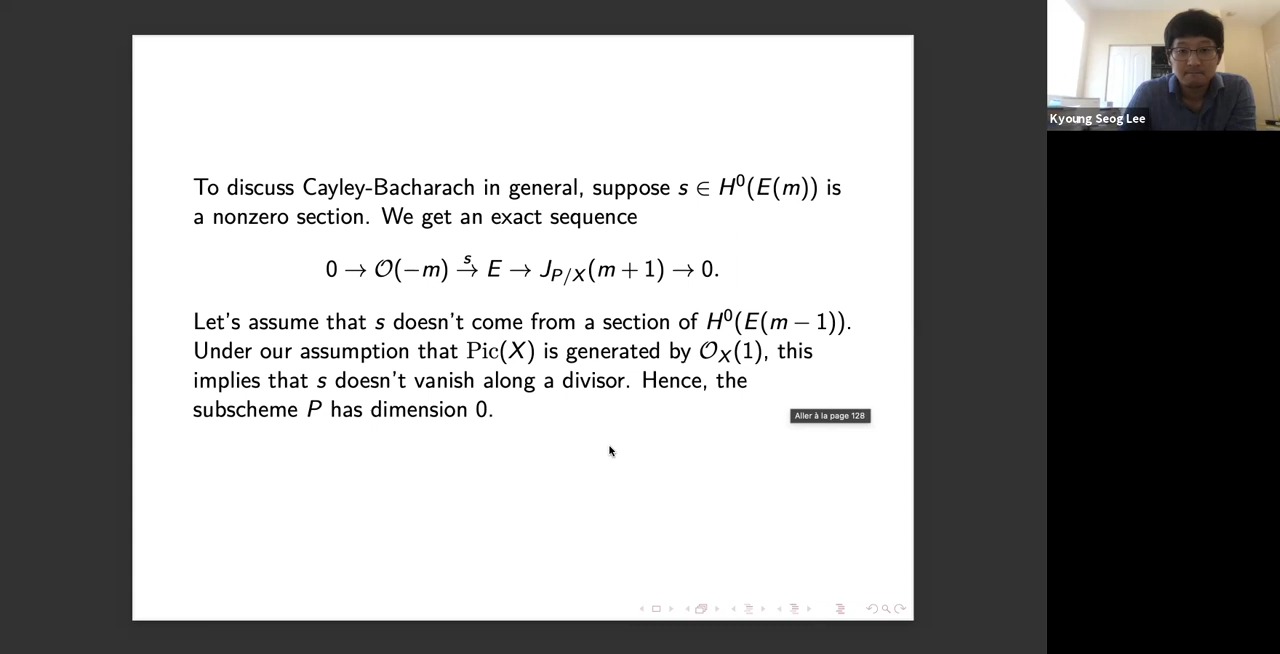 To discuss Cayley-Bacharach in general, suppose s ∈ H⁰(E(m)) is
a nonzero section. We get an exact sequence
0 → 𝒪(−m) →ˢ E → J_{P/X}(m + 1) → 0.
Let's assume that s doesn't come from a section of H⁰(E(m − 1)).
Under our assumption that Pic(X) is generated by 𝒪_X(1), this
implies that s doesn't vanish along a divisor. Hence, the
subscheme P has dimension 0.
Aller à la page 128
Kyoung Seog Lee